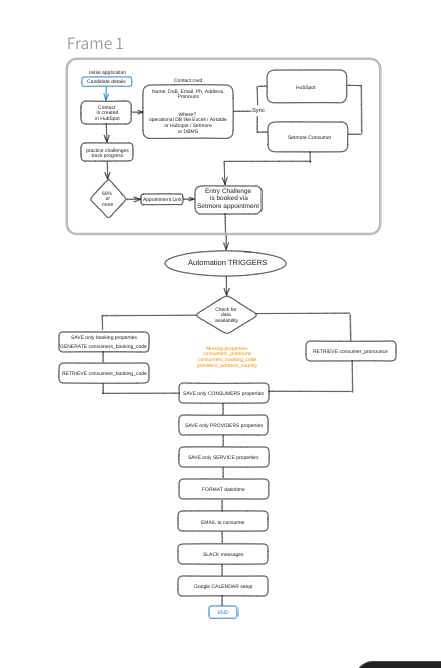 Frame 1
Initial application
Candidate details
Contact
is created
in HubSpot
practice challenges
track progress
60%
or
more
Appointment Link
Contact card
Name, DoB, Email, Ph, Address,
Pronouns
Where?
operational DB like Excel / Airtable
or Hubspot / Setmore
or DBMS
Sync
HubSpot
Setmore Consumer
Entry Challenge
is booked via
Setmore appointment
Automation TRIGGERS
Check for
data
availability
SAVE only booking properties
GENERATE consumers_booking_code
RETRIEVE consumers_booking_code
Missing properties:
consumers_pronouns
consumers_booking_code
providers_address_country
RETRIEVE consumer_pronounce
SAVE only CONSUMERS properties
SAVE only PROVIDERS properties
SAVE only SERVICE properties
FORMAT date/time
EMAIL to consumer
SLACK messages
Google CALENDAR setup
END